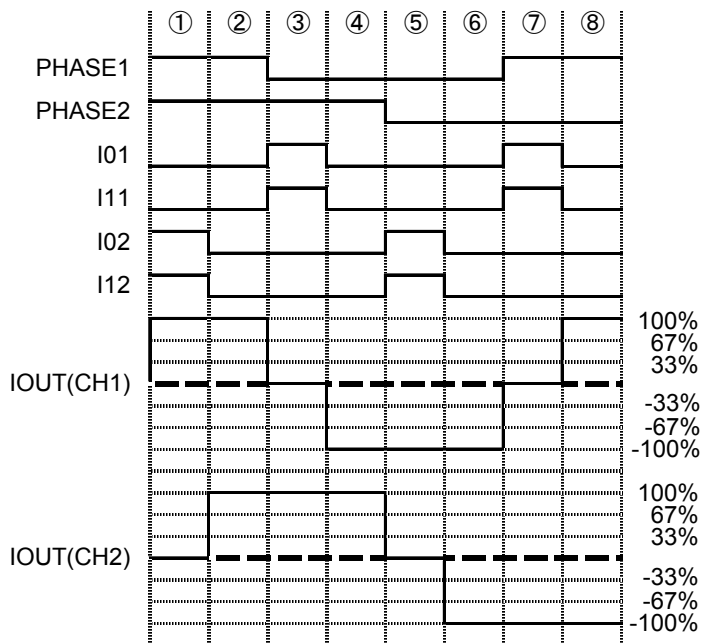 ① ② ③ ④ ⑤ ⑥ ⑦ ⑧
PHASE1
PHASE2
I01
I11
I02
I12
100%
67%
33%
IOUT(CH1)
-33%
-67%
-100%
100%
67%
33%
IOUT(CH2)
-33%
-67%
-100%